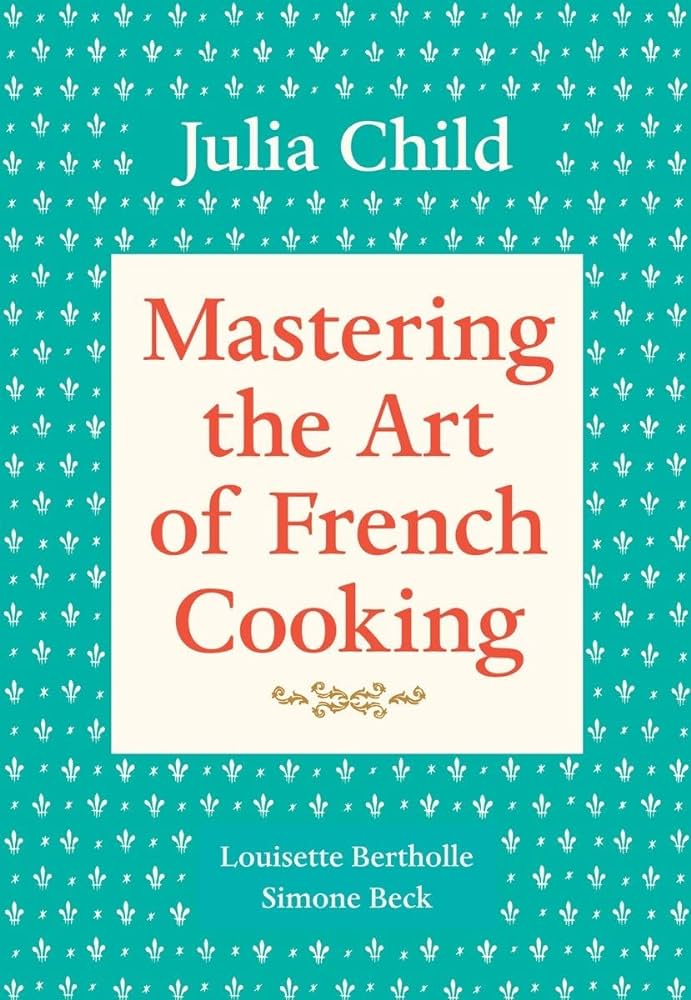 Julia Child
Mastering
the Art
of French
Cooking
Louisette Bertholle
Simone Beck